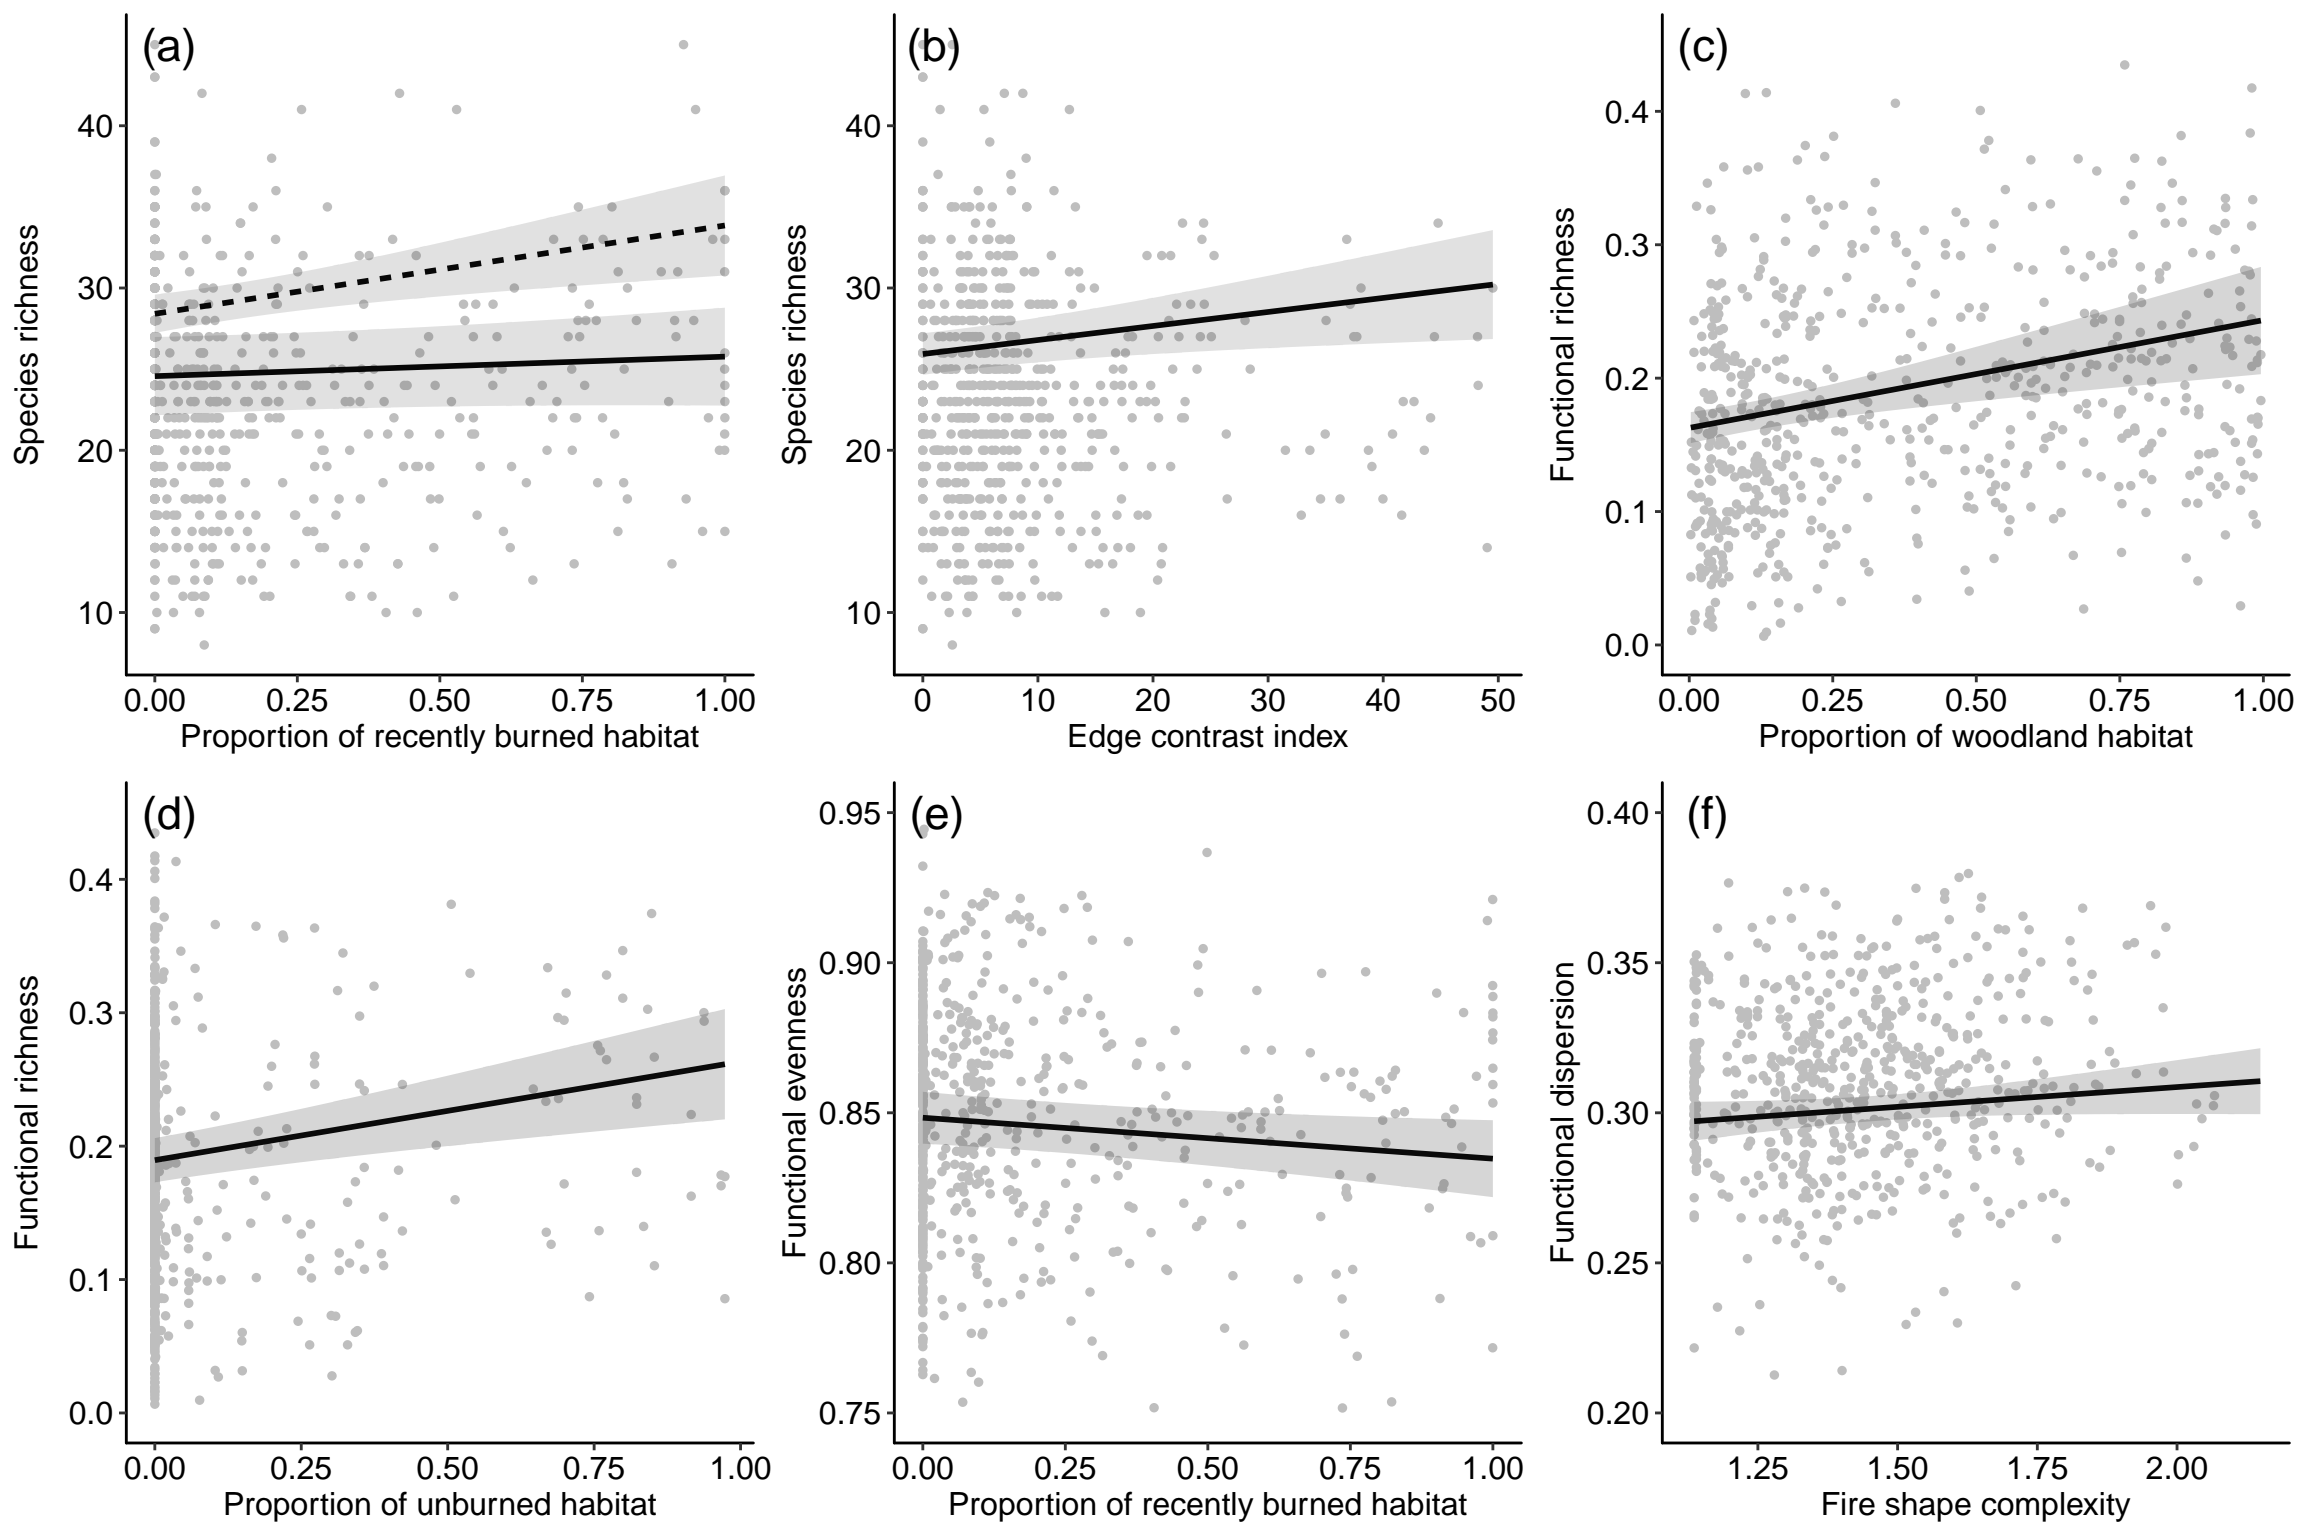 (a)
(b)
(c)
40
30
20
10
Species richness
0.00 0.25 0.50 0.75 1.00
Proportion of recently burned habitat
40
30
20
10
Species richness
0 10 20 30 40 50
Edge contrast index
0.4
0.3
0.2
0.1
0.0
Functional richness
0.00 0.25 0.50 0.75 1.00
Proportion of woodland habitat
(d)
(e)
(f)
0.4
0.3
0.2
0.1
0.0
Functional richness
0.00 0.25 0.50 0.75 1.00
Proportion of unburned habitat
0.95
0.90
0.85
0.80
0.75
Functional evenness
0.00 0.25 0.50 0.75 1.00
Proportion of recently burned habitat
0.40
0.35
0.30
0.25
0.20
Functional dispersion
1.25 1.50 1.75 2.00
Fire shape complexity